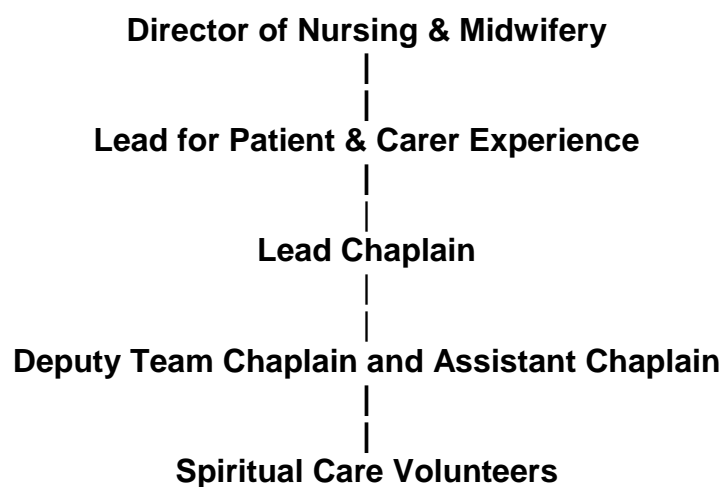 Director of Nursing & Midwifery
Lead for Patient & Carer Experience
Lead Chaplain
Deputy Team Chaplain and Assistant Chaplain
Spiritual Care Volunteers